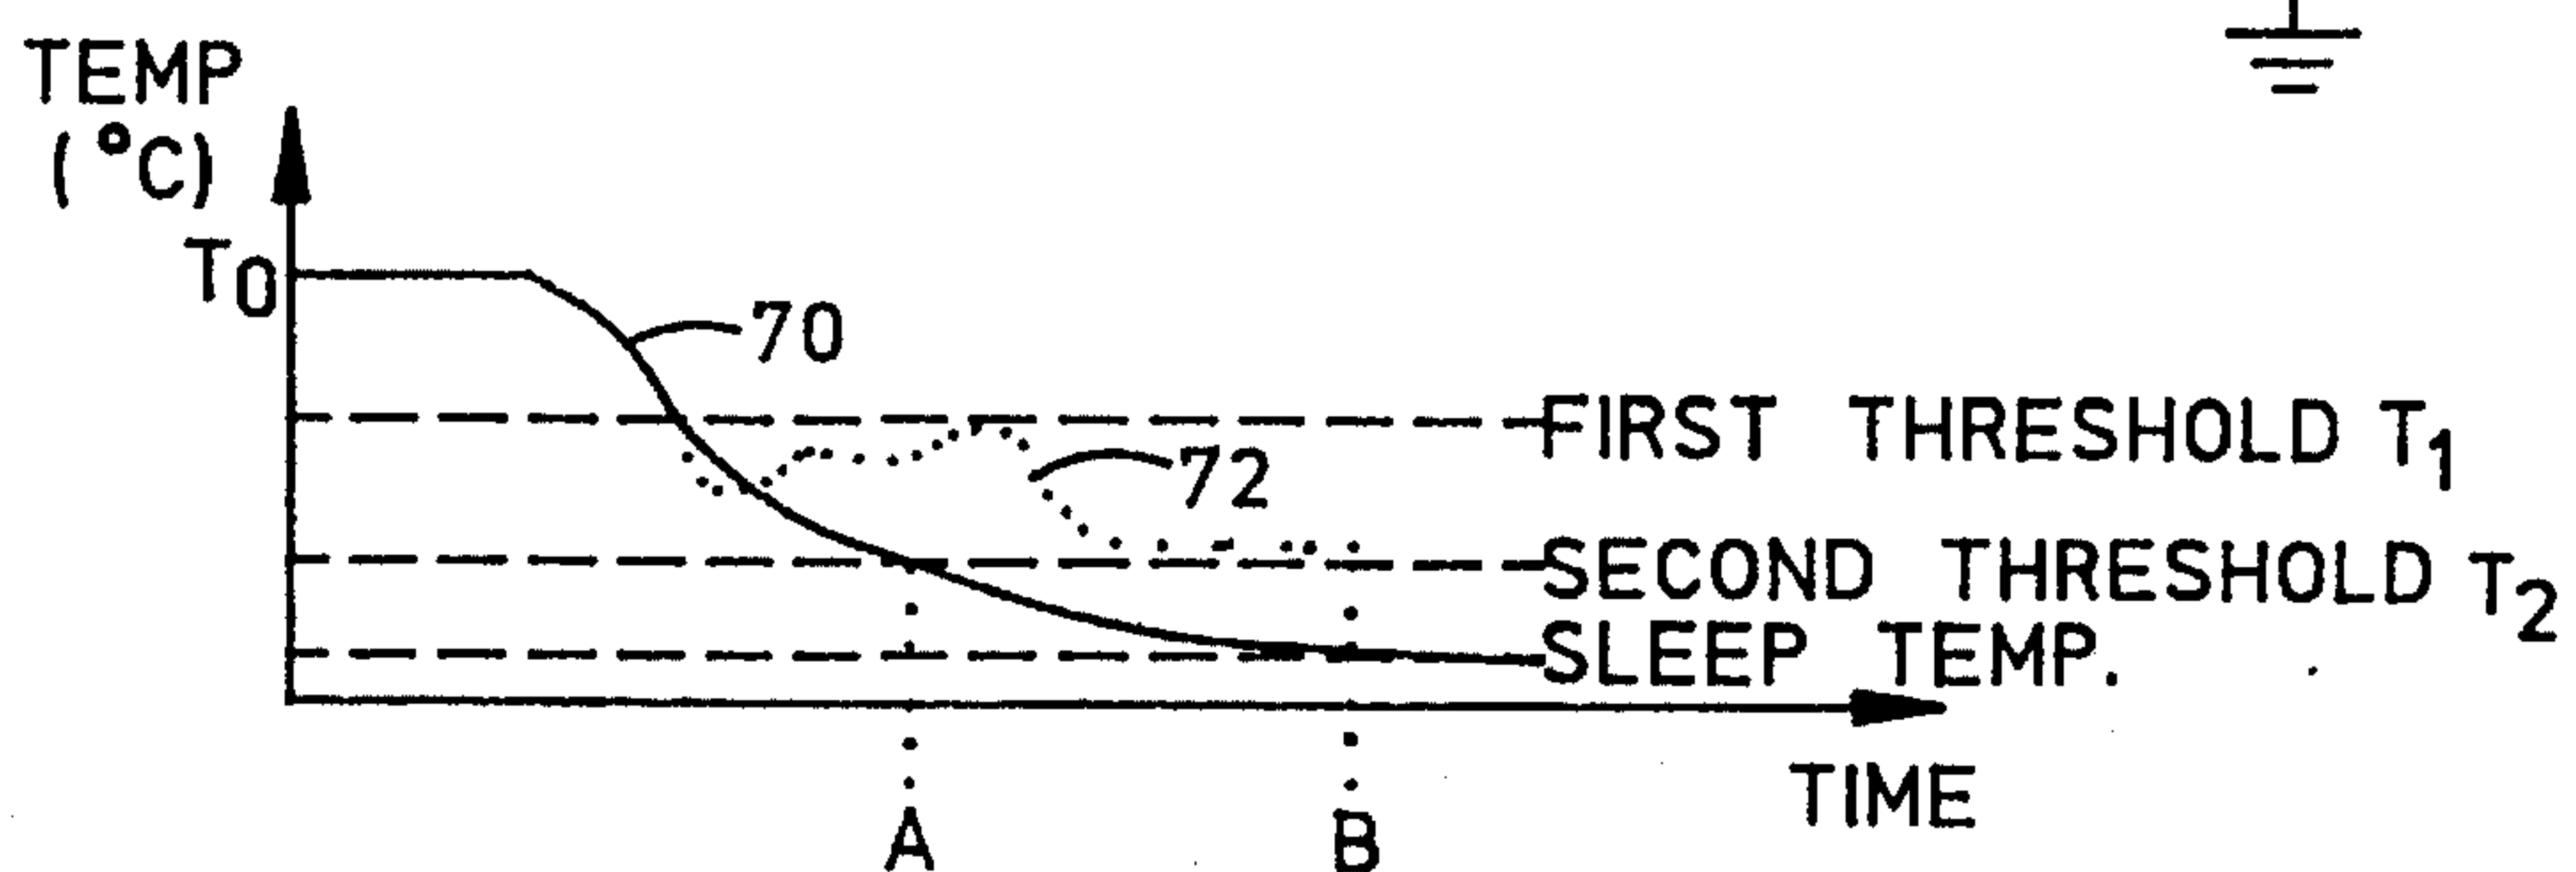 TEMP
(°C)
T0
70
FIRST THRESHOLD T1
72
SECOND THRESHOLD T2
SLEEP TEMP.
TIME
A
B